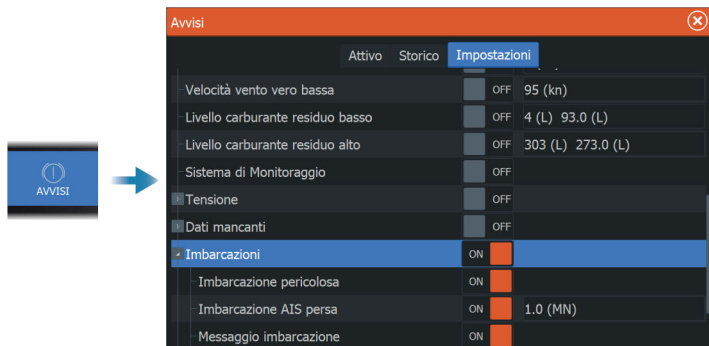 Avvisi
Attivo Storico Impostazioni
Velocità vento vero bassa OFF 95 (kn)
Livello carburante residuo basso OFF 4 (L) 93.0 (L)
Livello carburante residuo alto OFF 303 (L) 273.0 (L)
Sistema di Monitoraggio OFF
Tensione OFF
Dati mancanti OFF
Imbarcazioni ON
Imbarcazione pericolosa ON
Imbarcazione AIS persa ON 1.0 (MN)
Messaggio imbarcazione ON
AVVISI